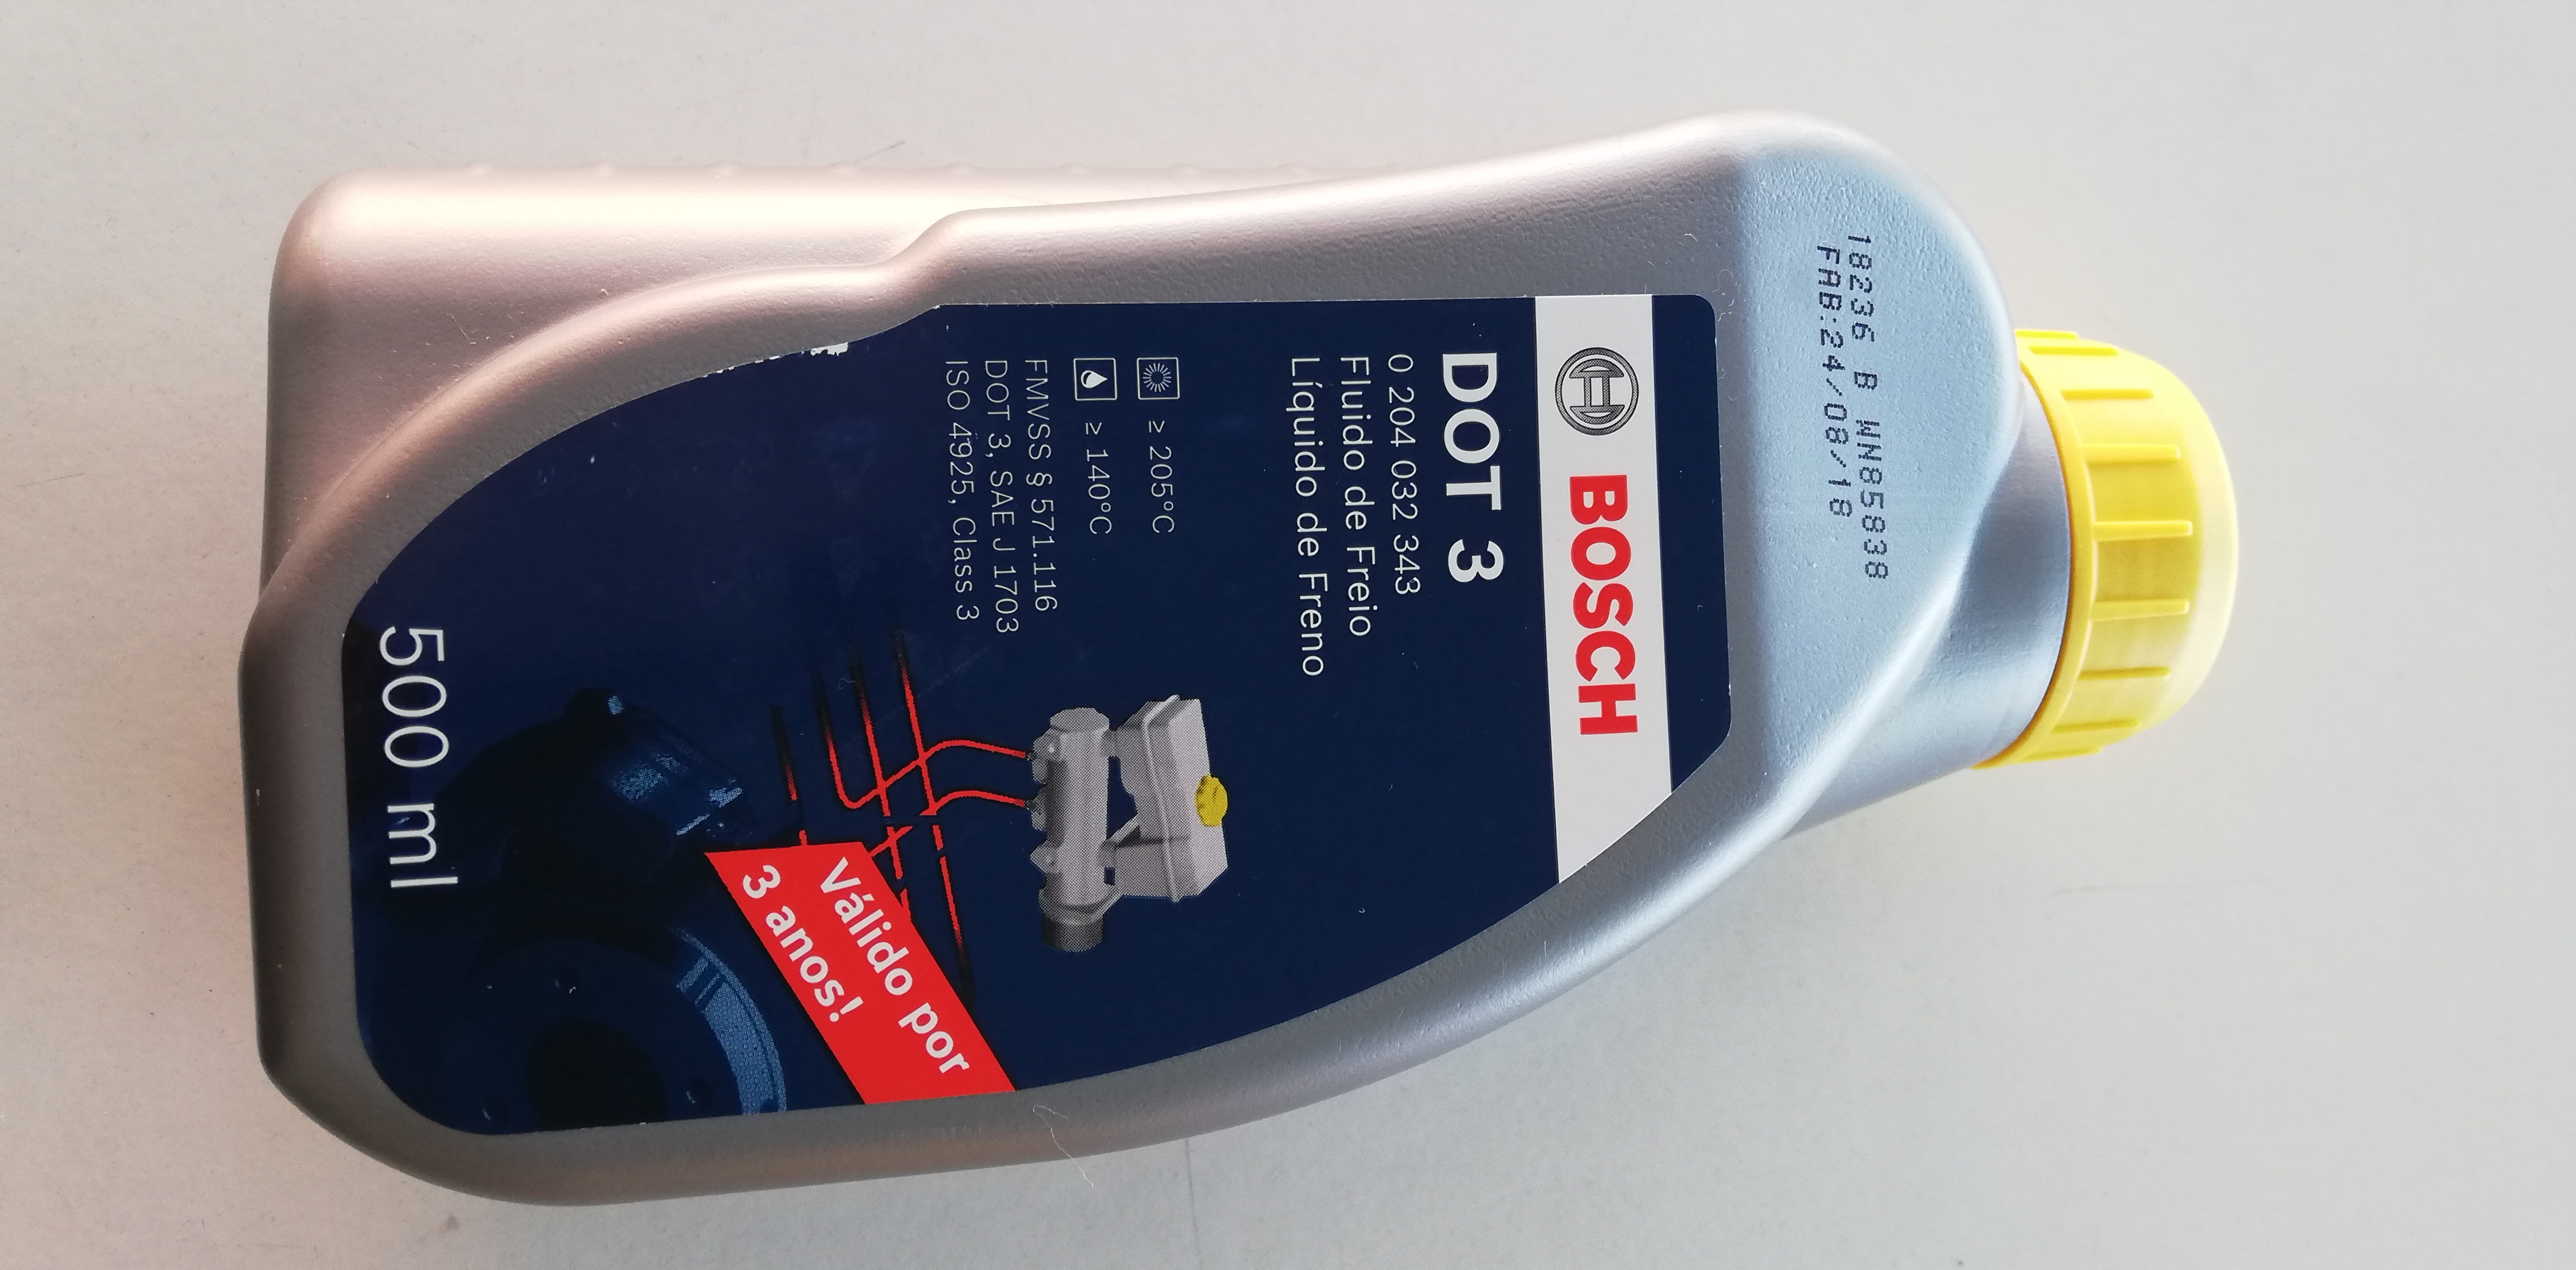 18236 B WN85838
FAB:24/08/18
BOSCH
DOT 3
0 204 032 343
Fluido de Freio
Líquido de Freno
≥ 205°C
≥ 140°C
FMVSS § 571.116
DOT 3, SAE J 1703
ISO 4925, Class 3
Válido por
3 anos!
500 ml